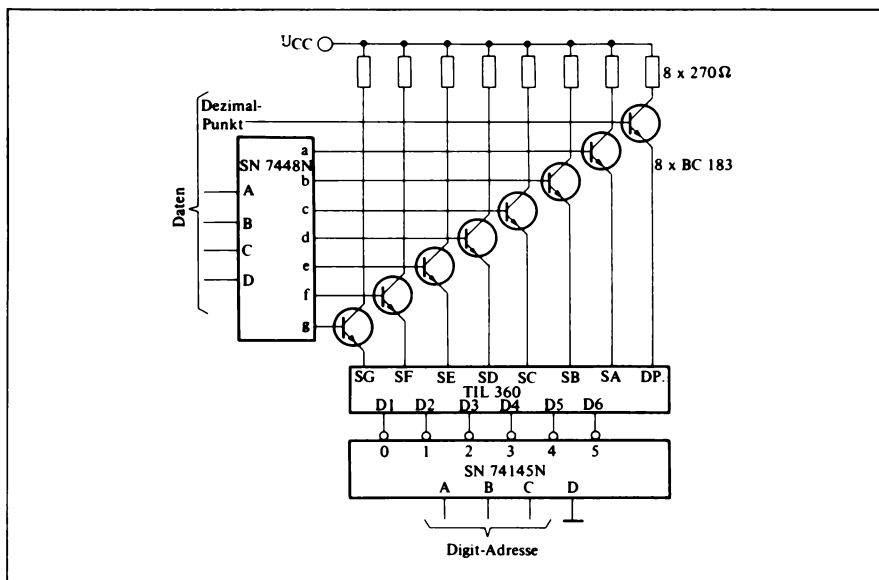 UCC
8 x 270 Ω
Dezimal-
Punkt
8 x BC 183
SN 7448N
Daten
A
B
C
D
a
b
c
d
e
f
g
SG SF SE SD SC SB SA DP.
TIL 360
D1 D2 D3 D4 D5 D6
0 1 2 3 4 5
SN 74145N
A B C D
Digit-Adresse